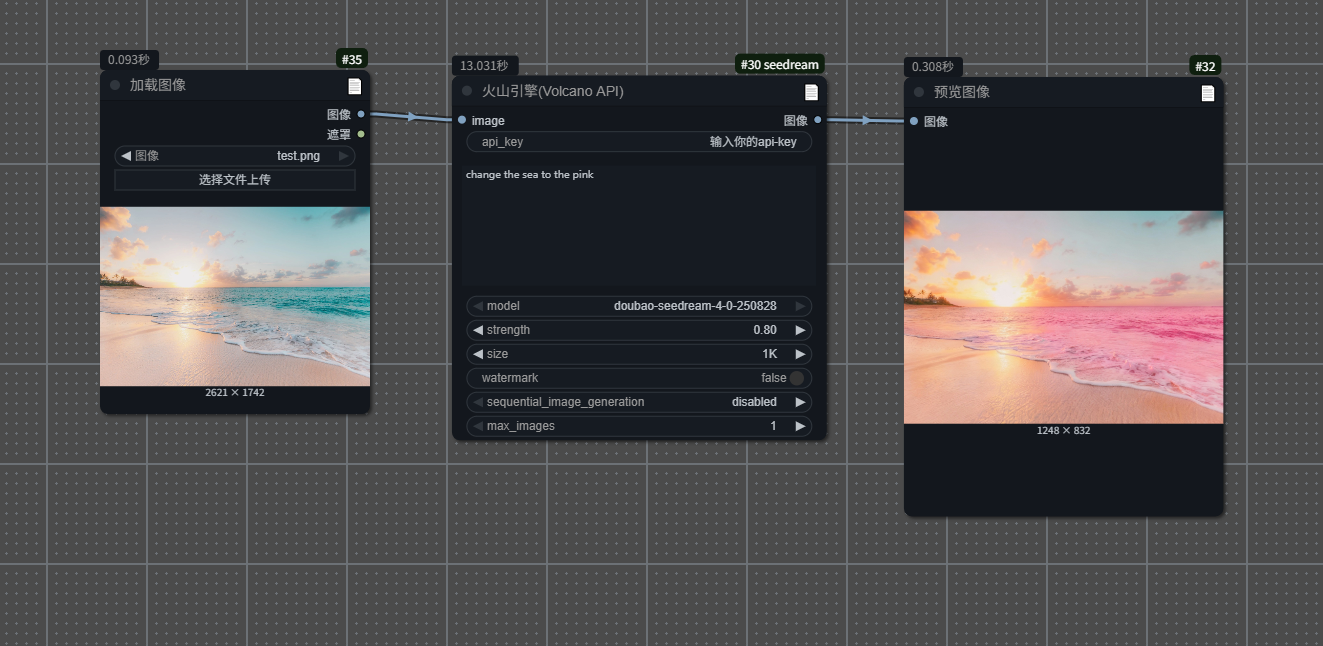 0.093秒
#35
加载图像
图像
遮罩
图像 test.png
选择文件上传
2621 × 1742
13.031秒
#30 seedream
火山引擎(Volcano API)
image 图像
api_key 输入你的api-key
change the sea to the pink
model doubao-seedream-4-0-250828
strength 0.80
size 1K
watermark false
sequential_image_generation disabled
max_images 1
0.308秒
#32
预览图像
图像
1248 × 832